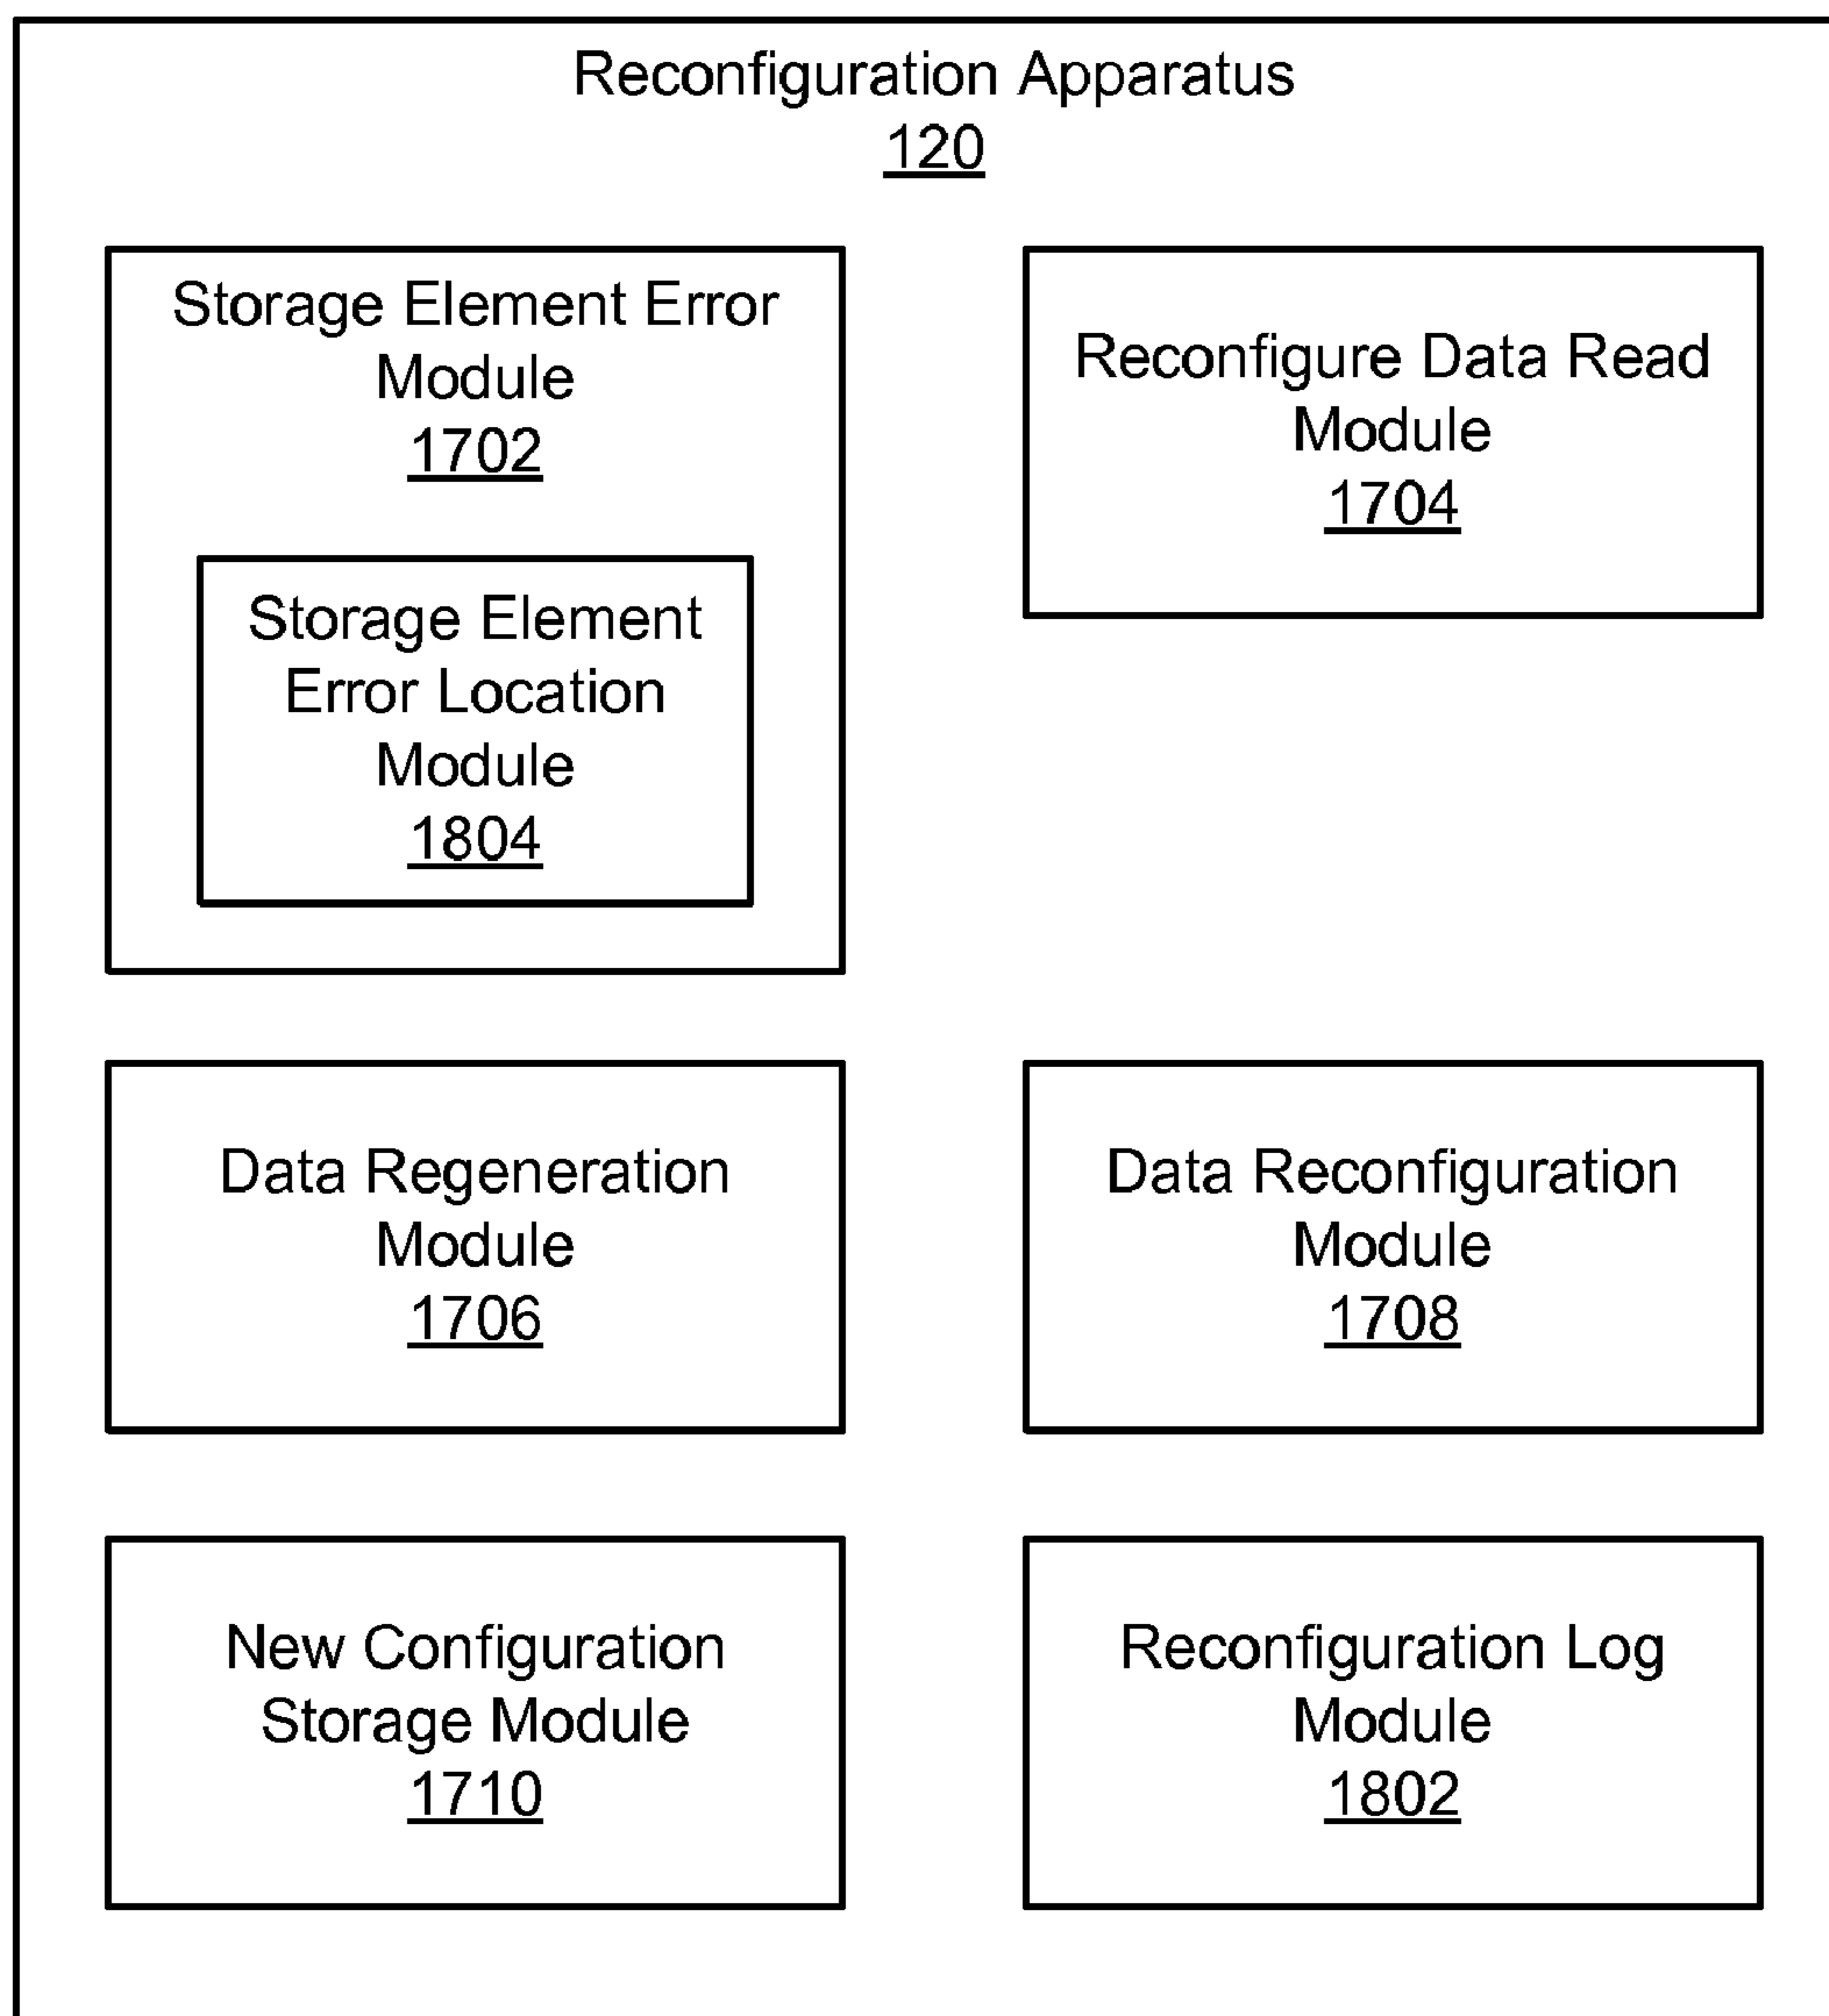 Reconfiguration Apparatus
120
Storage Element Error
Module
1702
Storage Element
Error Location
Module
1804
Reconfigure Data Read
Module
1704
Data Regeneration
Module
1706
Data Reconfiguration
Module
1708
New Configuration
Storage Module
1710
Reconfiguration Log
Module
1802